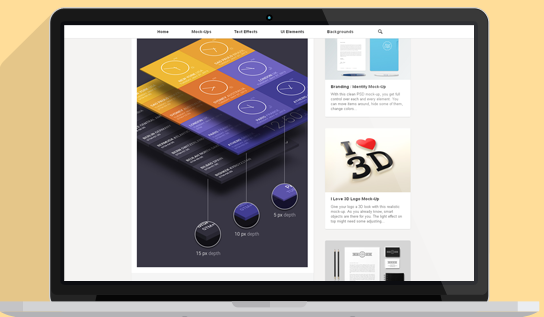 Home Mock-Ups Text Effects UI Elements Backgrounds
5 px depth
10 px depth
15 px depth
Branding / Identity Mock-Up
With this clean PSD mock-up, you get full
control over each and every element. You
can move items around, hide some of them,
change colors.
I ♥ 3D
I Love 3D Logo Mock-Up
Give your logo a 3D look with this realistic
mock-up. As you already know, smart
objects are there for you. The light effect on
top might need some adjusting.